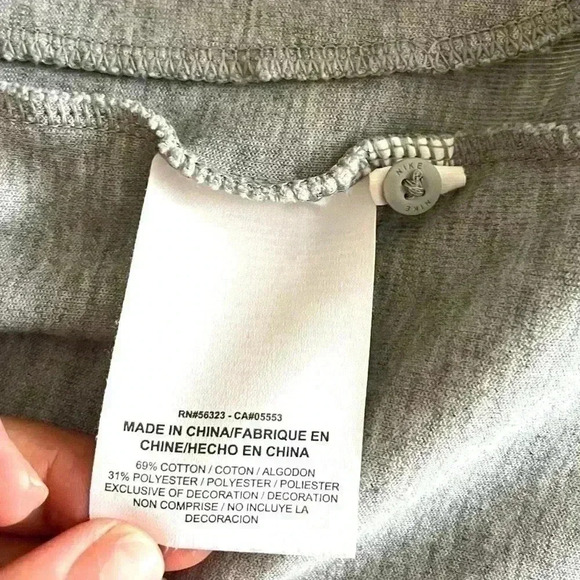 NIKE
NIKE
RN#56323 - CA#05553
MADE IN CHINA/FABRIQUE EN
CHINE/HECHO EN CHINA
69% COTTON / COTON / ALGODON
31% POLYESTER / POLYESTER / POLIESTER
EXCLUSIVE OF DECORATION / DECORATION
NON COMPRISE / NO INCLUYE LA
DECORACION